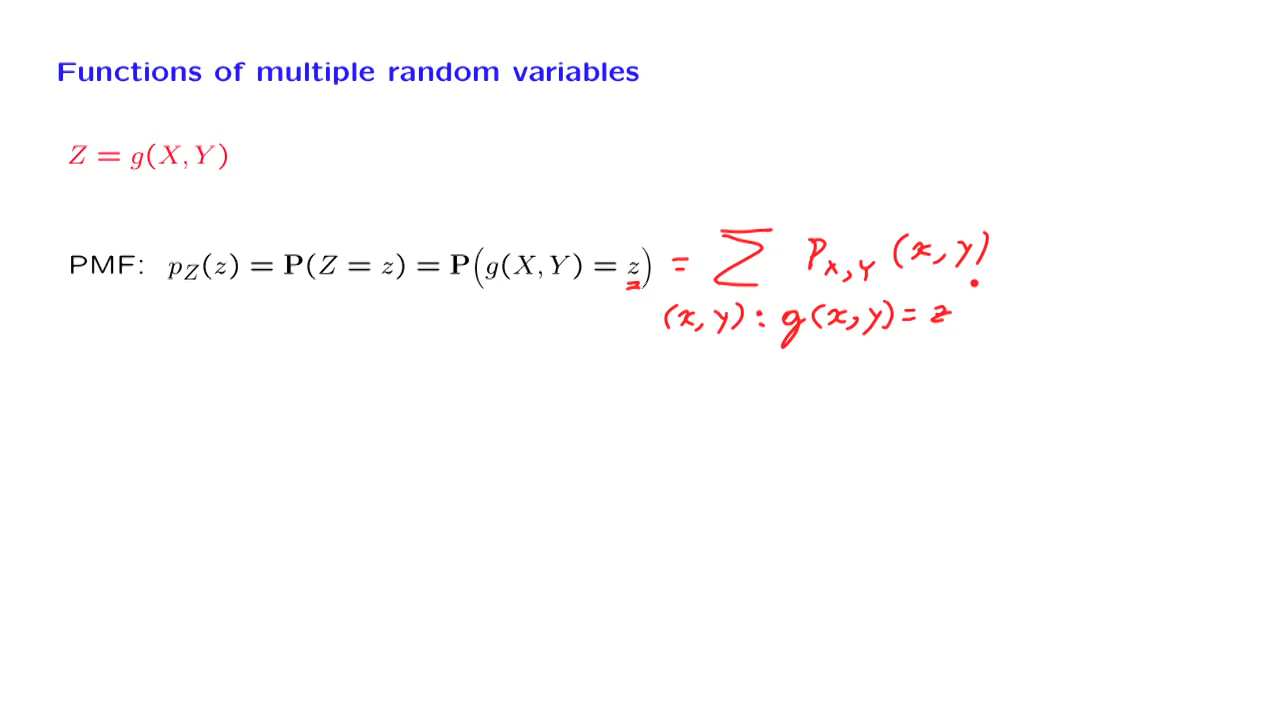 Functions of multiple random variables
Z = g(X, Y)
PMF: p_Z(z) = P(Z = z) = P(g(X, Y) = z) = Σ p_{X,Y}(x, y)
(x, y) : g(x, y) = z